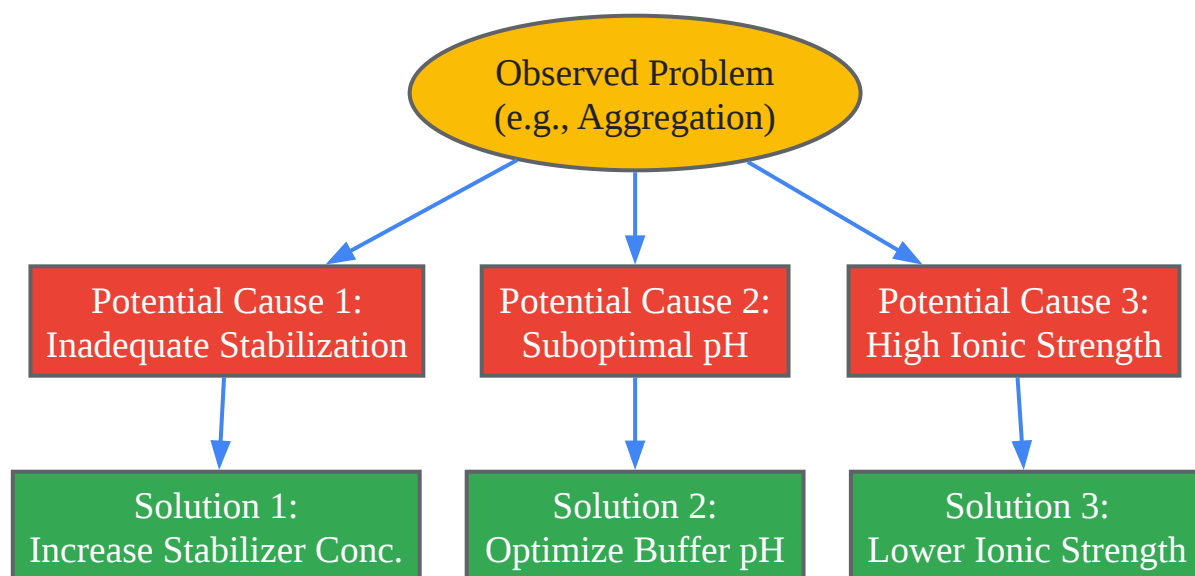 Observed Problem
(e.g., Aggregation)
Potential Cause 1:
Inadequate Stabilization
Potential Cause 2:
Suboptimal pH
Potential Cause 3:
High Ionic Strength
Solution 1:
Increase Stabilizer Conc.
Solution 2:
Optimize Buffer pH
Solution 3:
Lower Ionic Strength